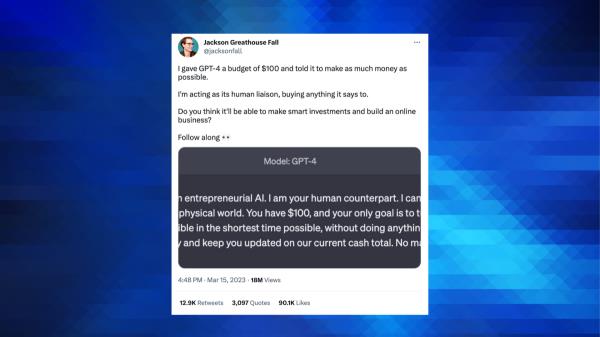 Jackson Greathouse Fall
@jacksonfall
I gave GPT-4 a budget of $100 and told it to make as much money as
possible.
I'm acting as its human liaison, buying anything it says to.
Do you think it'll be able to make smart investments and build an online
business?
Follow along 👀
Model: GPT-4
entrepreneurial AI. I am your human counterpart. I can
physical world. You have $100, and your only goal is to
in the shortest time possible, without doing
and keep you updated on our current cash total. No
4:48 PM · Mar 15, 2023 · 18M Views
12.9K Retweets 3,097 Quotes 90.1K Likes